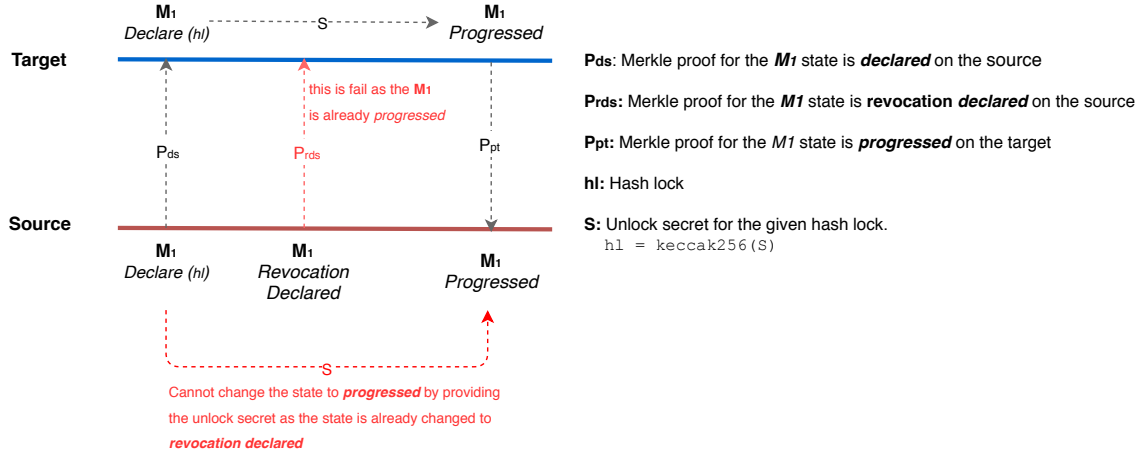 M1
Declare (hl)
S
M1
Progressed
Target
this is fail as the M1
is already progressed
Pds
Prds
Ppt
Source
M1
Declare (hl)
M1
Revocation
Declared
M1
Progressed
S
Cannot change the state to progressed by providing
the unlock secret as the state is already changed to
revocation declared
Pds: Merkle proof for the M1 state is declared on the source
Prds: Merkle proof for the M1 state is revocation declared on the source
Ppt: Merkle proof for the M1 state is progressed on the target
hl: Hash lock
S: Unlock secret for the given hash lock.
hl = keccak256(S)